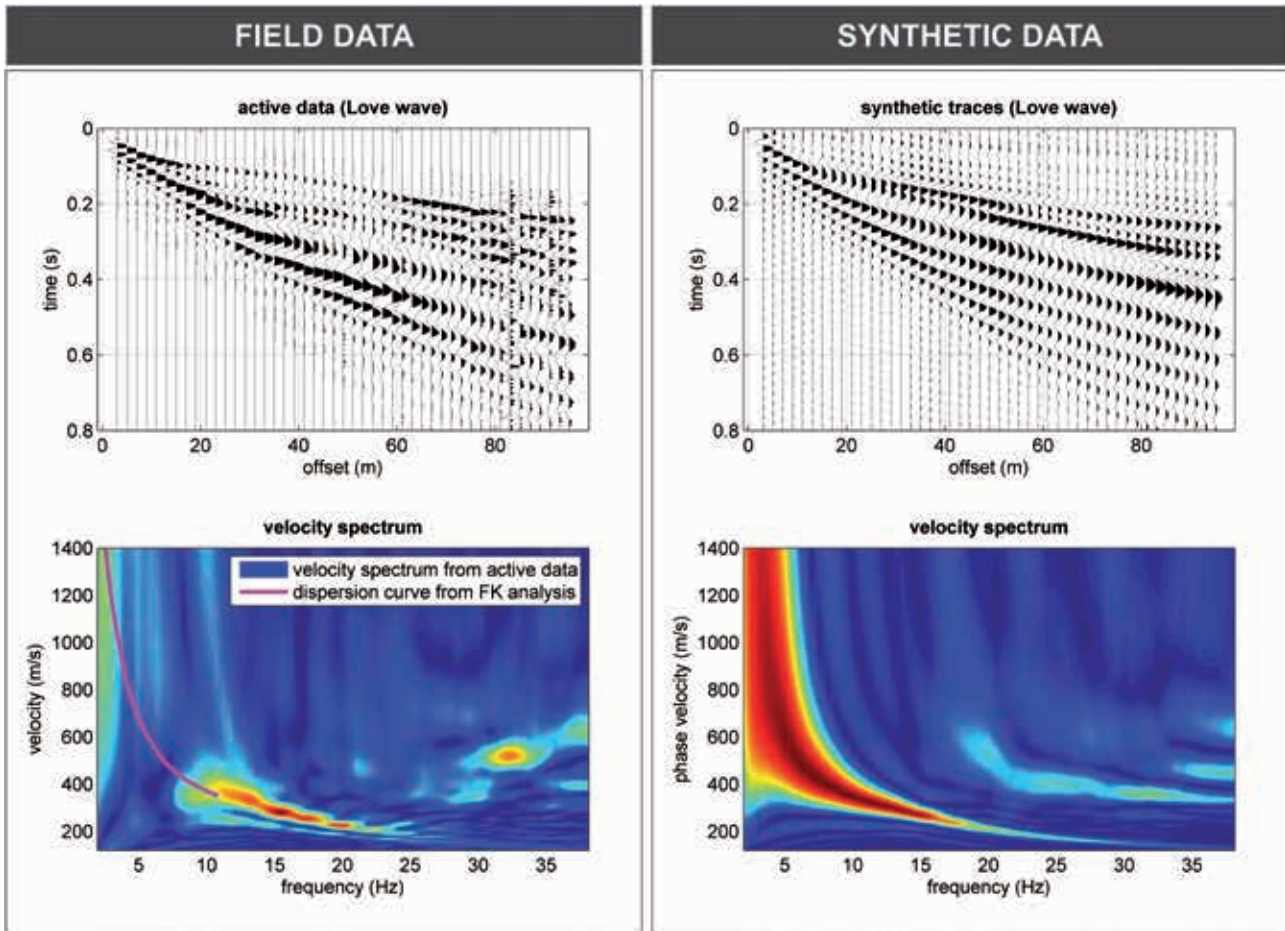 FIELD DATA
active data (Love wave)
0
0.2
0.4
0.6
0.8
time (s)
0 20 40 60 80
offset (m)
velocity spectrum
1400
1200
1000
800
600
400
200
velocity (m/s)
velocity spectrum from active data
dispersion curve from FK analysis
5 10 15 20 25 30 35
frequency (Hz)
SYNTHETIC DATA
synthetic traces (Love wave)
0
0.2
0.4
0.6
0.8
time (s)
0 20 40 60 80
offset (m)
velocity spectrum
1400
1200
1000
800
600
400
200
phase velocity (m/s)
5 10 15 20 25 30 35
frequency (Hz)